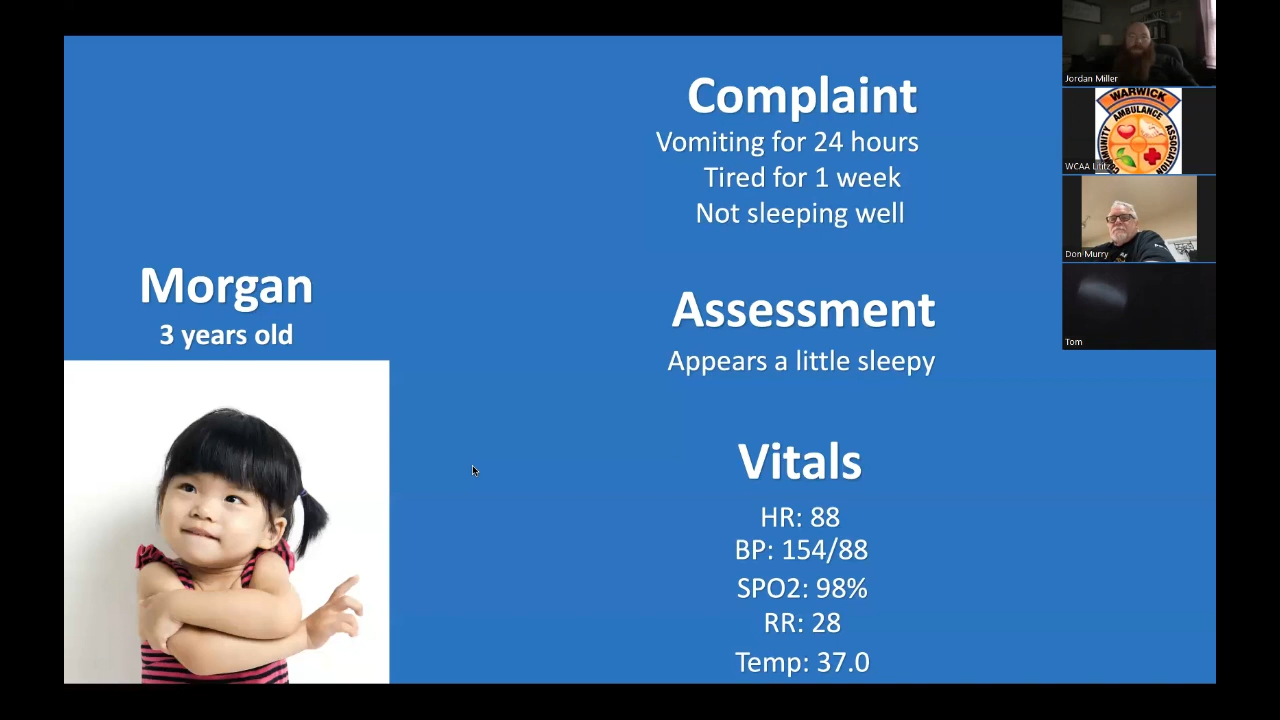 Complaint
Vomiting for 24 hours
Tired for 1 week
Not sleeping well
Morgan
3 years old
Assessment
Appears a little sleepy
Vitals
HR: 88
BP: 154/88
SPO2: 98%
RR: 28
Temp: 37.0
Jordan Miller
WARWICK
COMMUNITY AMBULANCE ASSOCIATION
WCAA Lititz
Don Murry
Tom